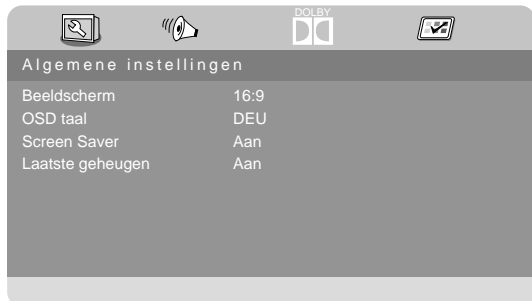 DOLBY
Algemene instellingen
Beeldscherm 16:9
OSD taal DEU
Screen Saver Aan
Laatste geheugen Aan